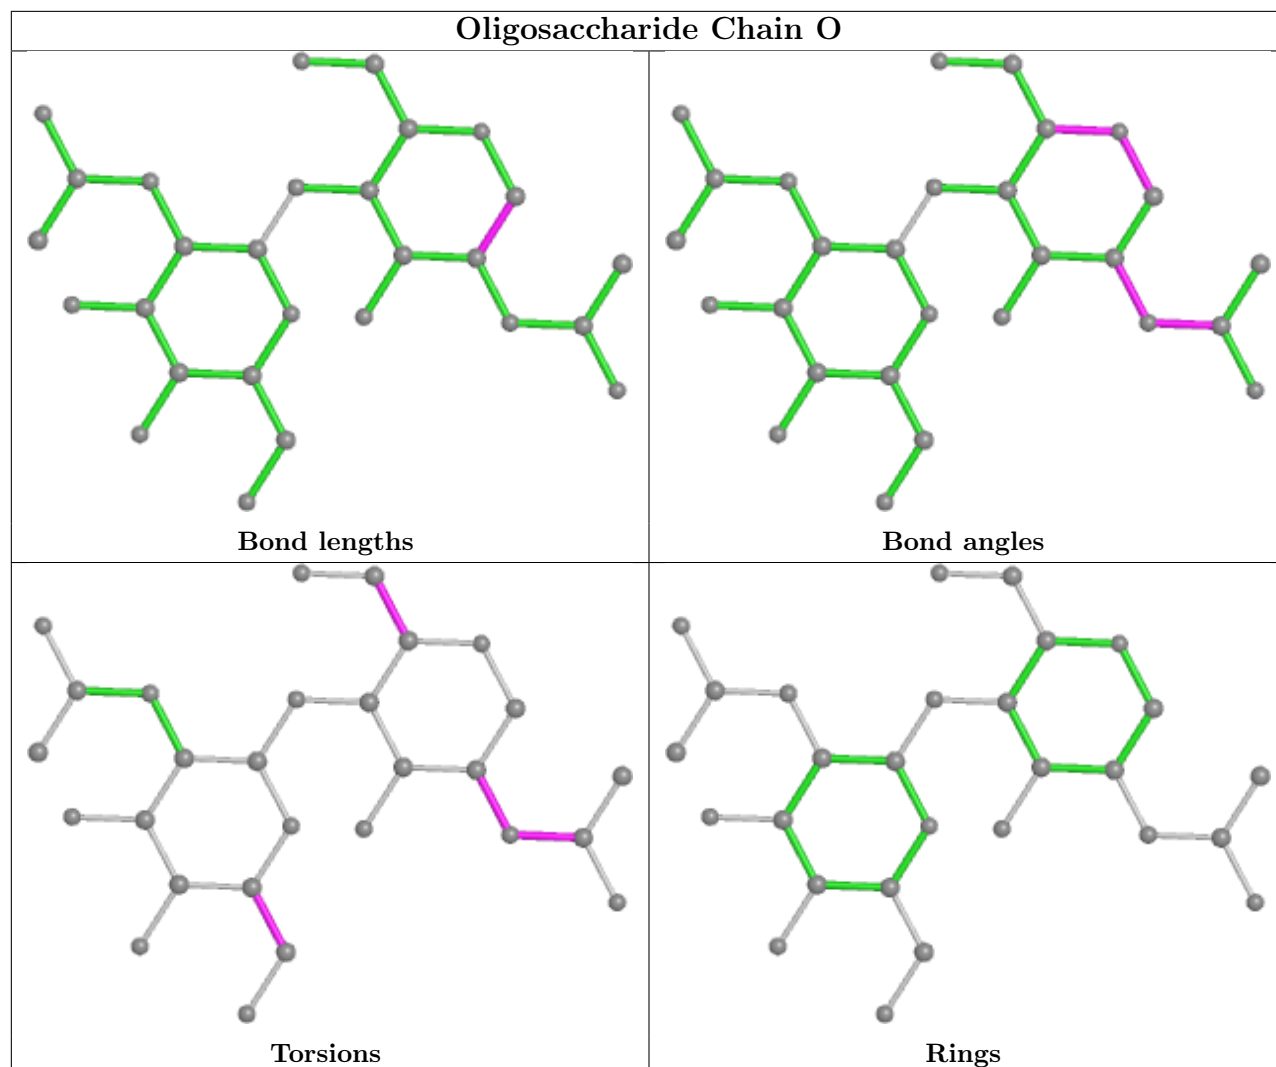 Oligosaccharide Chain O
Bond lengths
Bond angles
Torsions
Rings